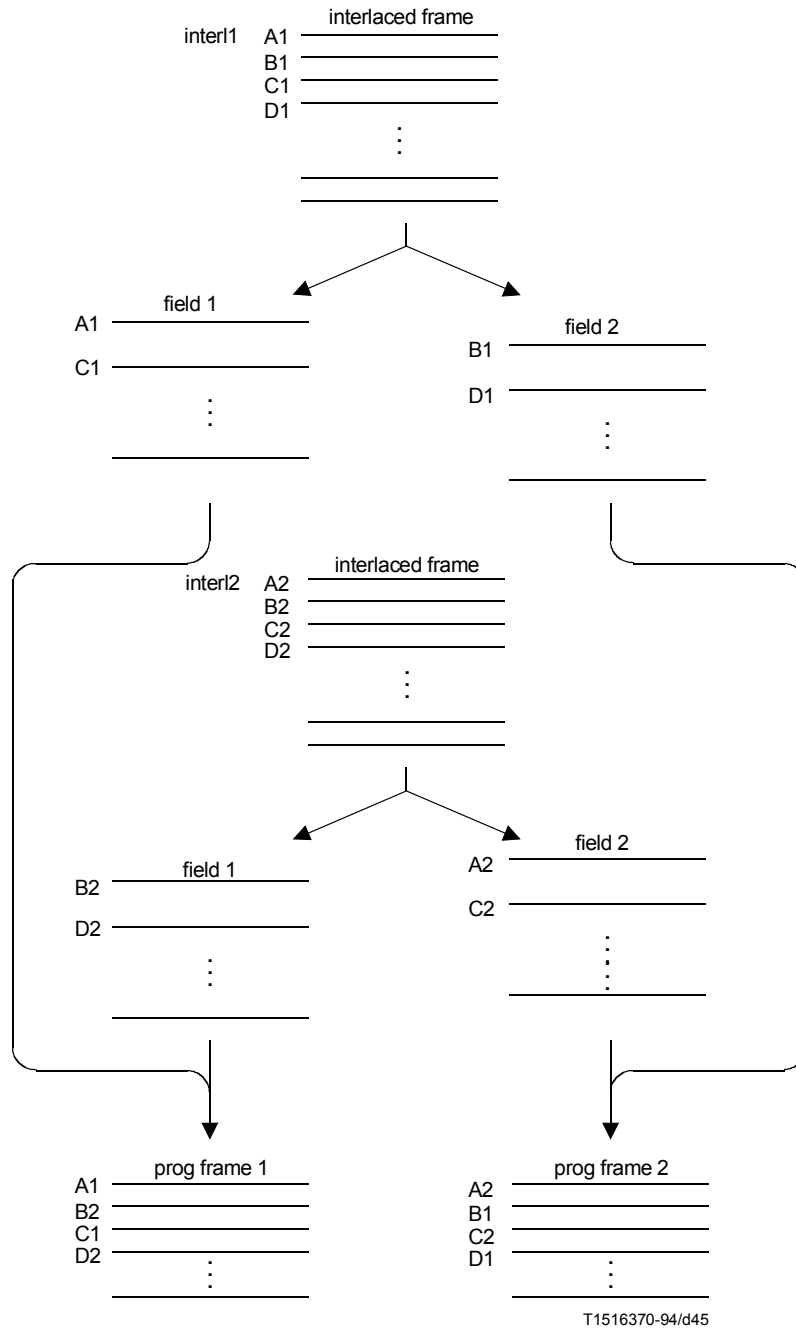 interlaced frame
interl1 A1
B1
C1
D1
field 1
A1
C1
field 2
B1
D1
interlaced frame
interl2 A2
B2
C2
D2
field 1
B2
D2
field 2
A2
C2
prog frame 1
A1
B2
C1
D2
prog frame 2
A2
B1
C2
D1
T1516370-94/d45